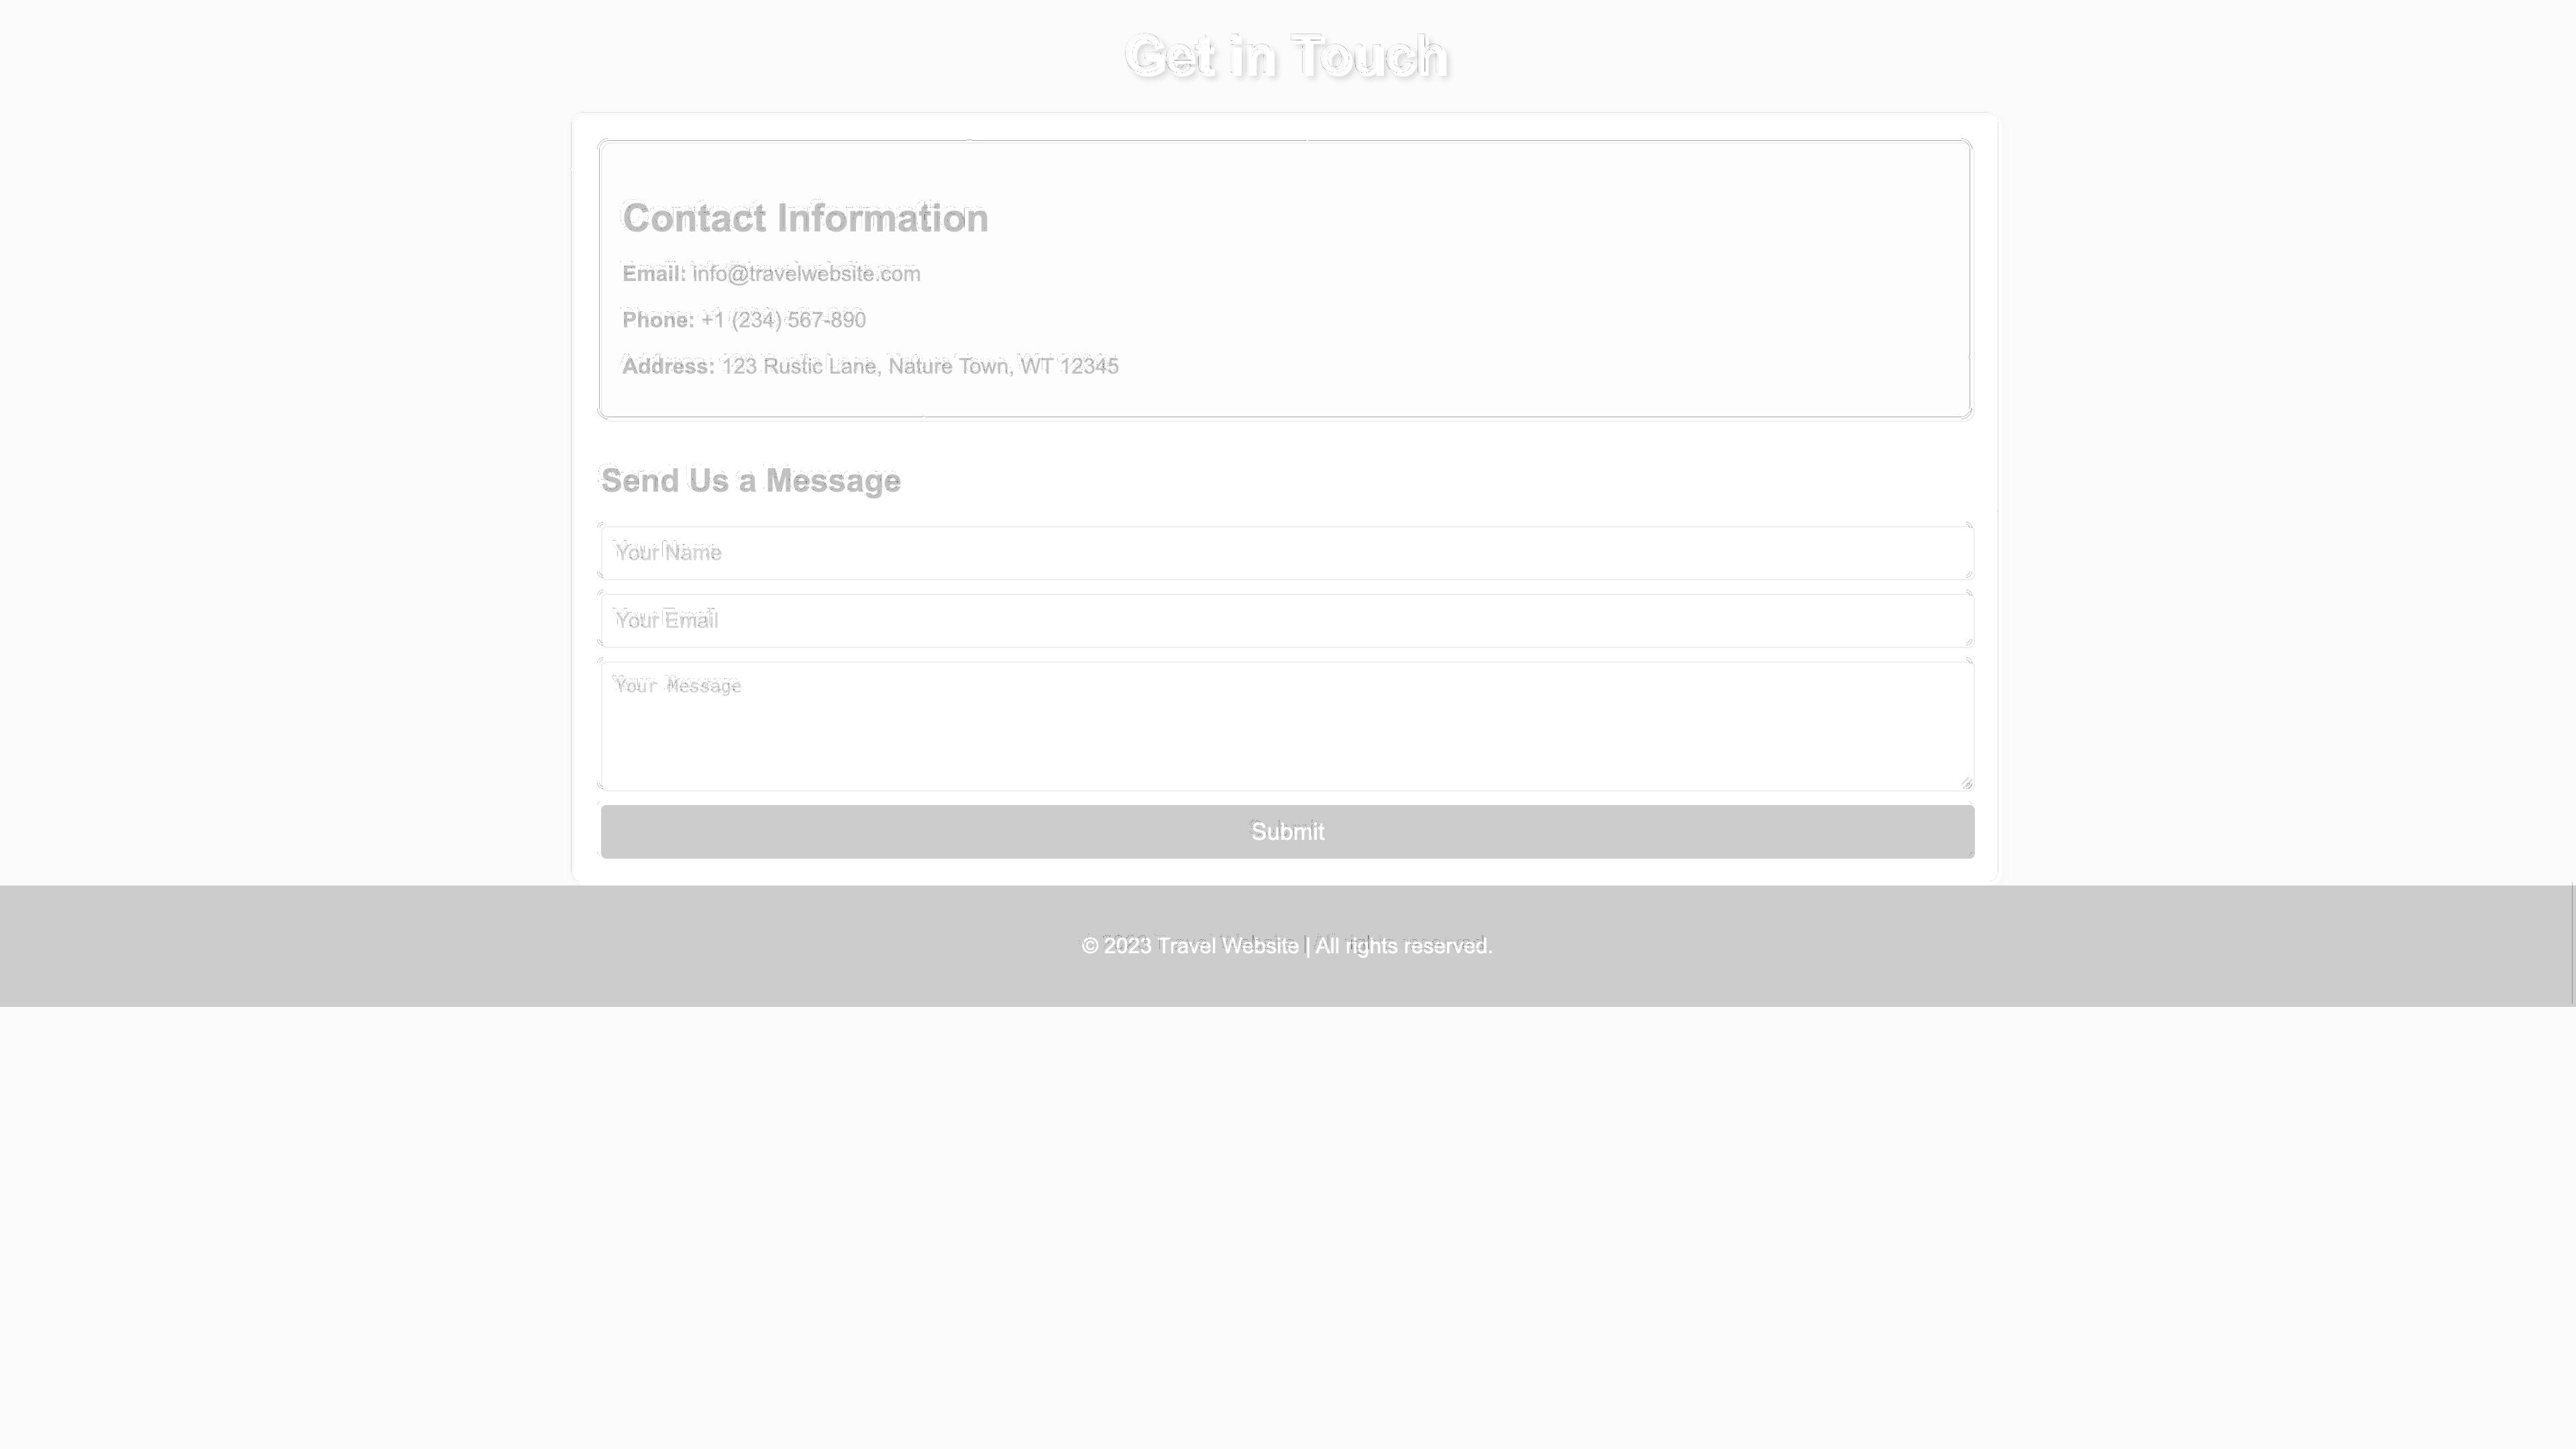 Get in Touch
Contact Information
Email: info@travelwebsite.com
Phone: +1 (234) 567-890
Address: 123 Rustic Lane, Nature Town, WT 12345
Send Us a Message
Your Name
Your Email
Your Message
Submit
© 2023 Travel Website | All rights reserved.